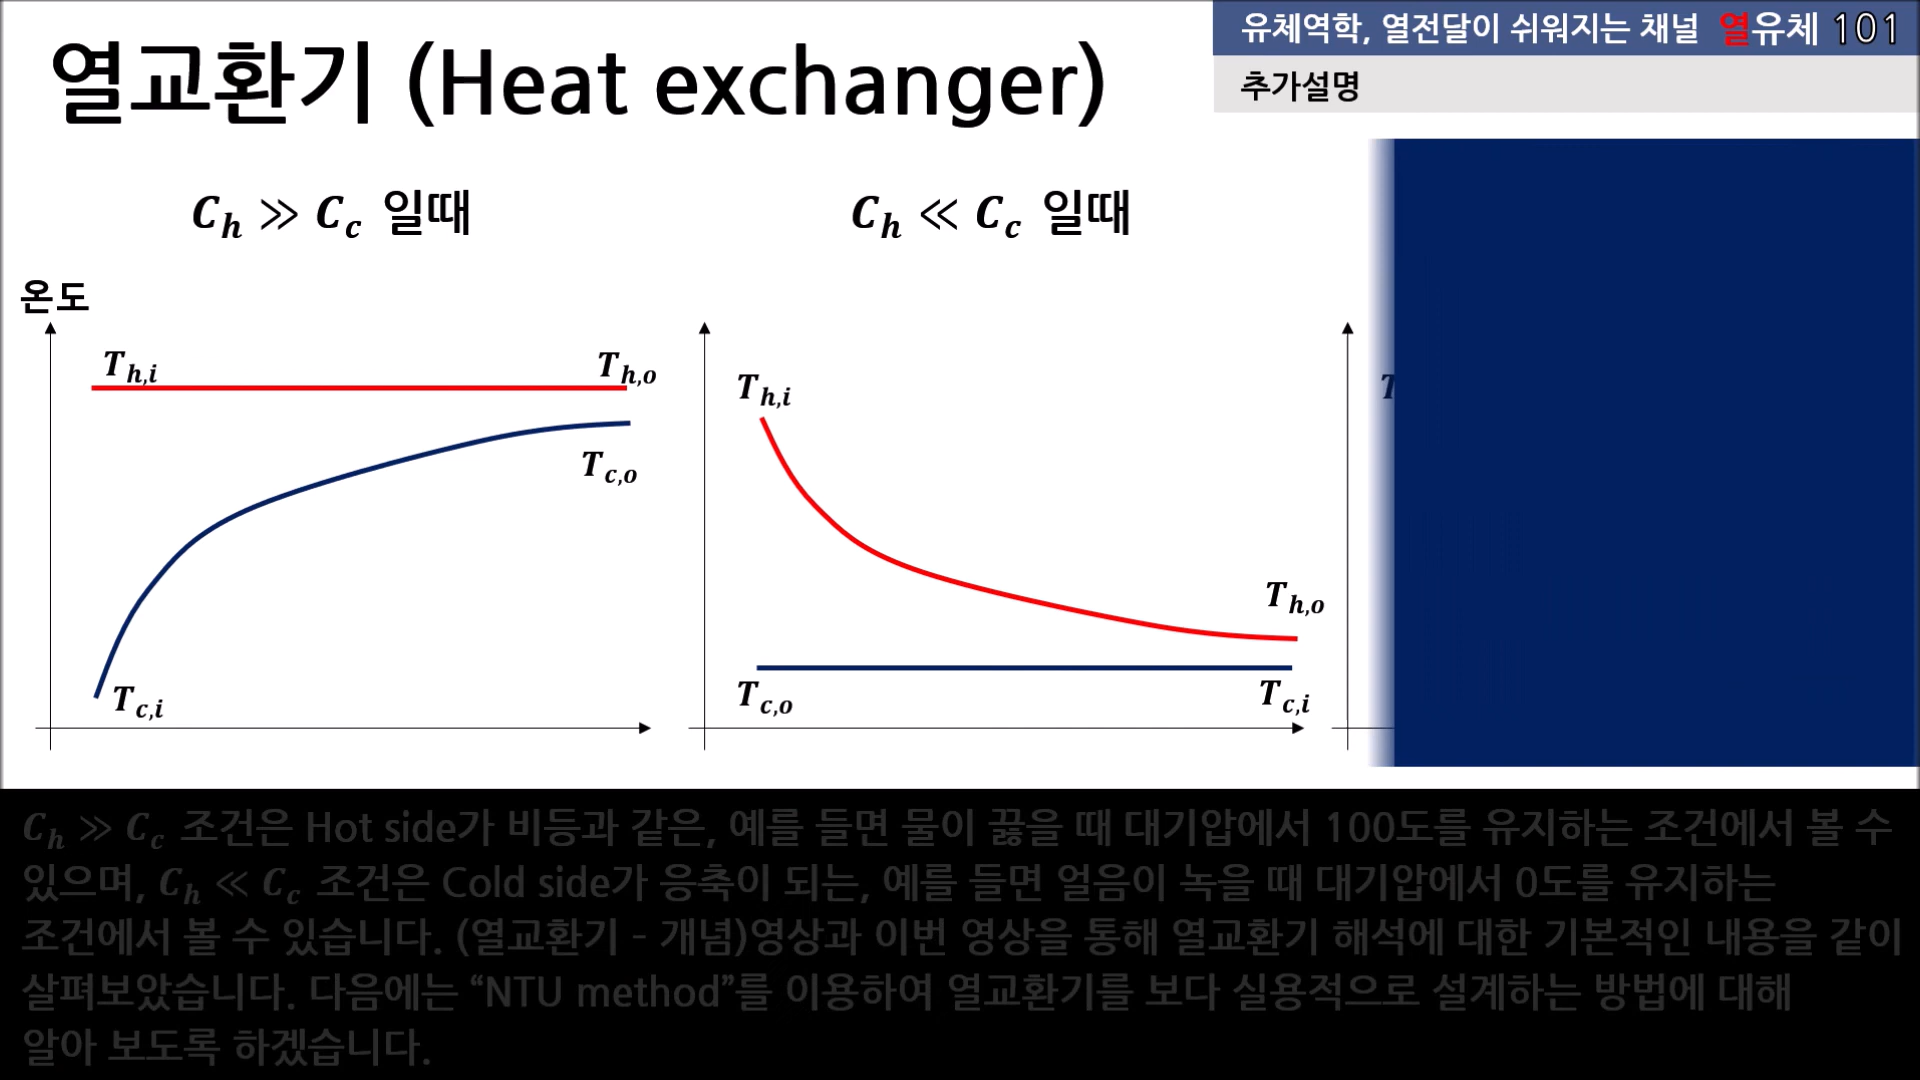 열교환기 (Heat exchanger)
유체역학, 열전달이 쉬워지는 채널 열유체 101
추가설명
C_h ≫ C_c 일때
C_h ≪ C_c 일때
온도
T_h,i
T_h,o
T_c,o
T_c,i
T_h,i
T_h,o
T_c,o
T_c,i
C_h ≫ C_c 조건은 Hot side가 비등과 같은, 예를 들면 물이 끓을 때 대기압에서 100도를 유지하는 조건에서 볼 수
있으며, C_h ≪ C_c 조건은 Cold side가 응축이 되는, 예를 들면 얼음이 녹을 때 대기압에서 0도를 유지하는
조건에서 볼 수 있습니다. (열교환기 - 개념)영상과 이번 영상을 통해 열교환기 해석에 대한 기본적인 내용을 같이
살펴보았습니다. 다음에는 “NTU method”를 이용하여 열교환기를 보다 실용적으로 설계하는 방법에 대해
알아 보도록 하겠습니다.